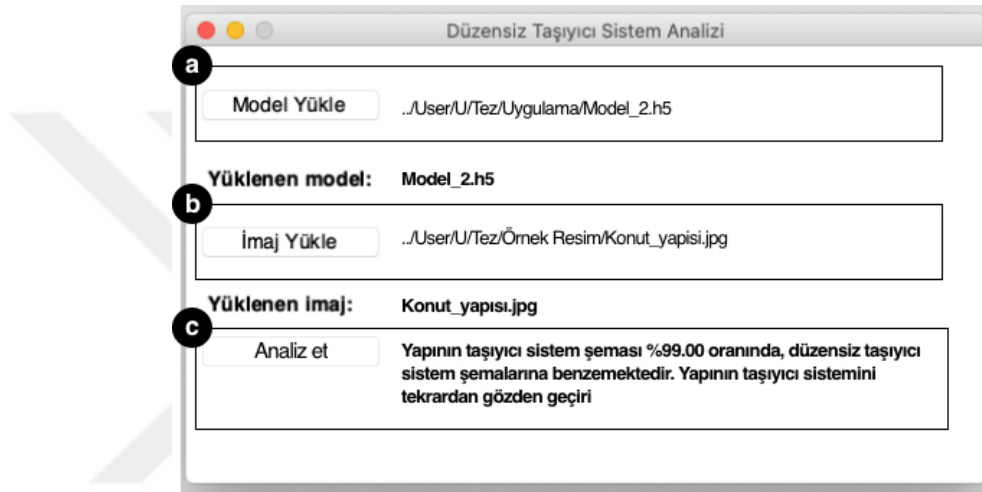 Düzensiz Taşıyıcı Sistem Analizi
a
Model Yükle ../User/U/Tez/Uygulama/Model_2.h5
Yüklenen model: Model_2.h5
b
İmaj Yükle ../User/U/Tez/Örnek Resim/Konut_yapisi.jpg
Yüklenen imaj: Konut_yapısı.jpg
c
Analiz et Yapının taşıyıcı sistem şeması %99.00 oranında, düzensiz taşıyıcı
sistem şemalarına benzemektedir. Yapının taşıyıcı sistemini
tekrardan gözden geçiri